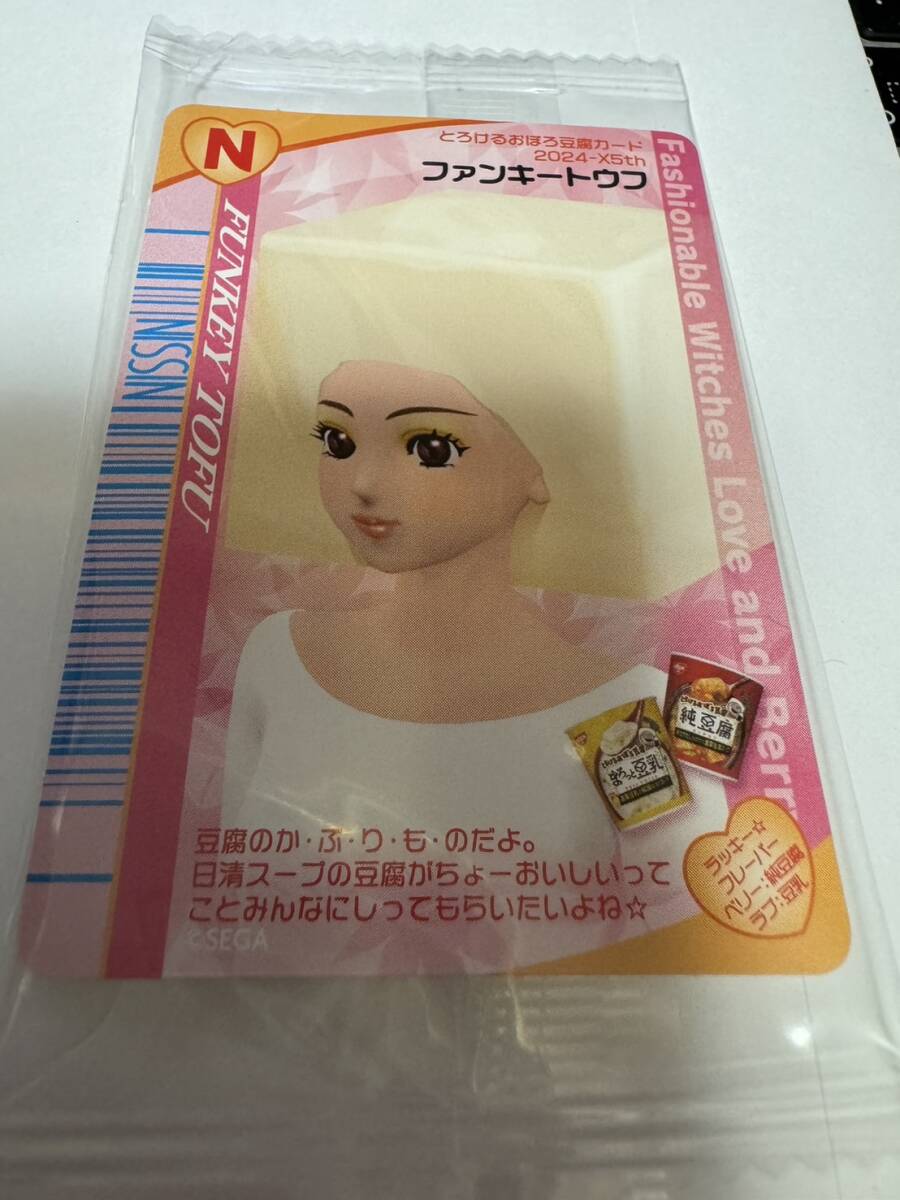 N
とろけるおぼろ豆腐カード
2024-X5th
ファンキートウフ
FUNKEY TOFU
NISSIN
Fashionable Witches Love and Berry
純豆腐
まろっと豆乳
豆腐のか・ぶ・り・も・のだよ。
日清スープの豆腐がちょーおいしいって
ことみんなにしってもらいたいよね☆
©SEGA
ラッキー☆
フレーバー
ベリー:純豆腐
ラブ:豆乳